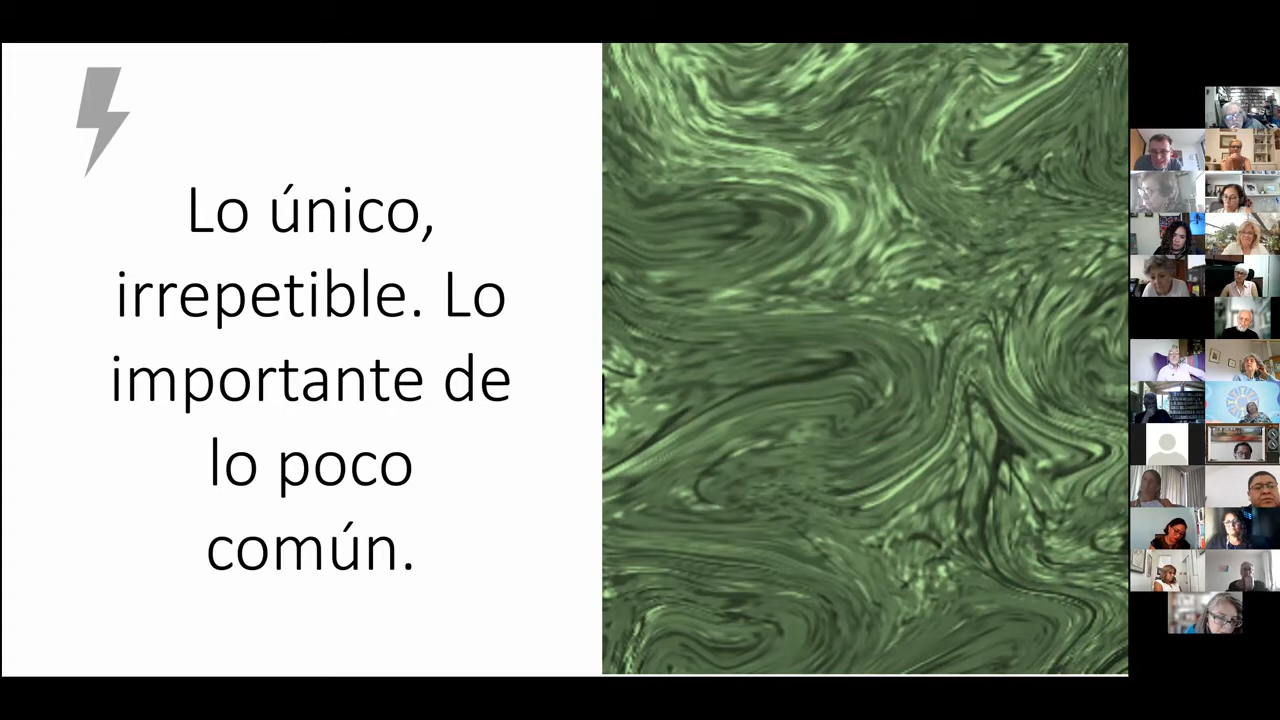 Lo único,
irrepetible. Lo
importante de
lo poco
común.